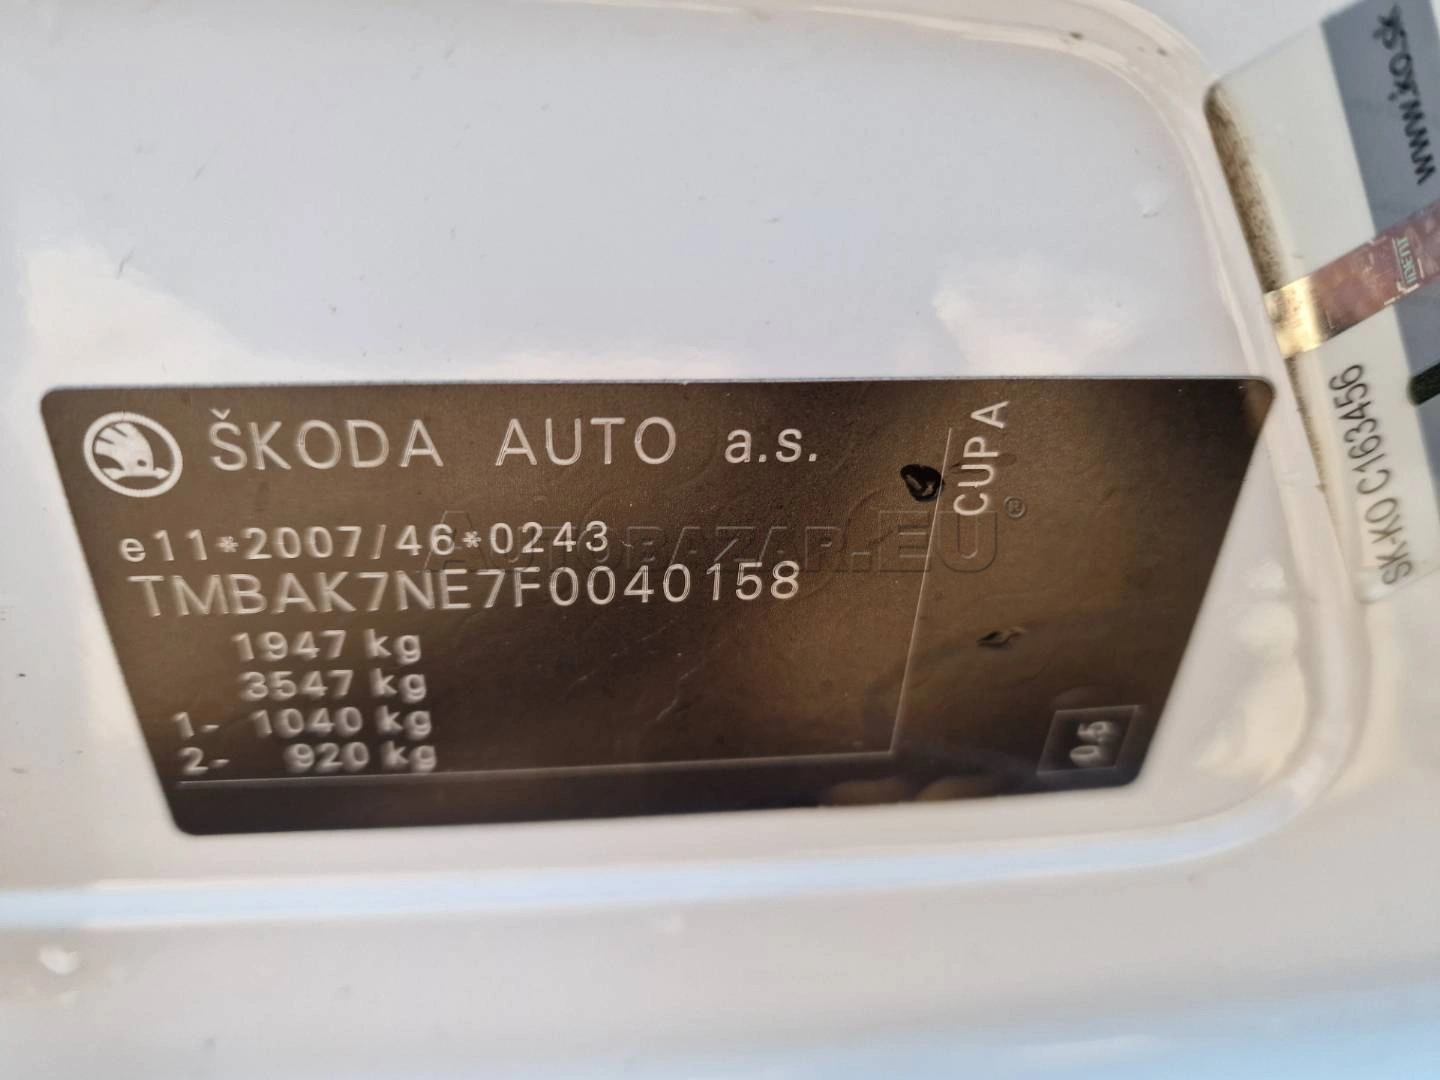 ŠKODA AUTO a.s.
e11*2007/46*0243
TMBAK7NE7F0040158
1947 kg
3547 kg
1- 1040 kg
2- 920 kg
CUPA
0.5
AUTOBAZAR.EU®
www.ko.sk
IDENT
SK-KO C163456